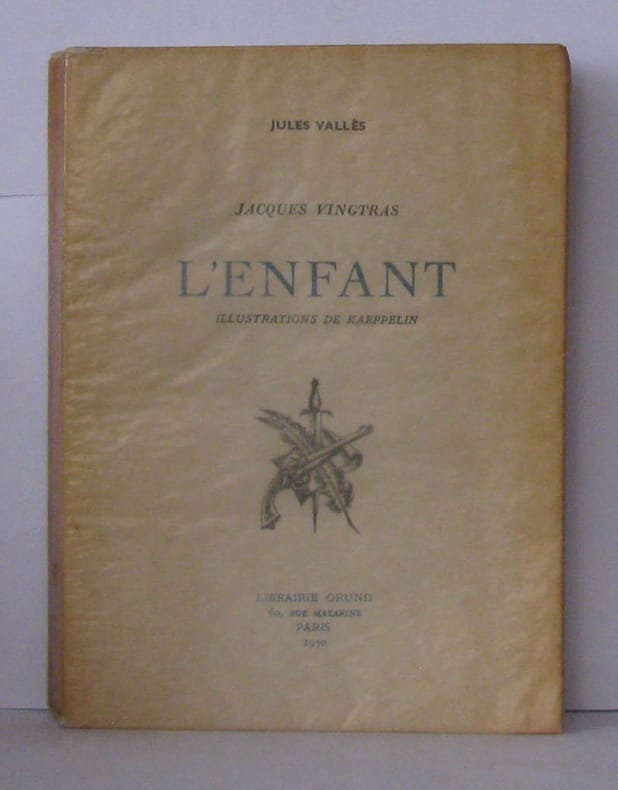 JULES VALLÈS
JACQUES VINGTRAS
L'ENFANT
ILLUSTRATIONS DE KAEPPELIN
LIBRAIRIE GRUND
60, RUE MAZARINE
PARIS
1950